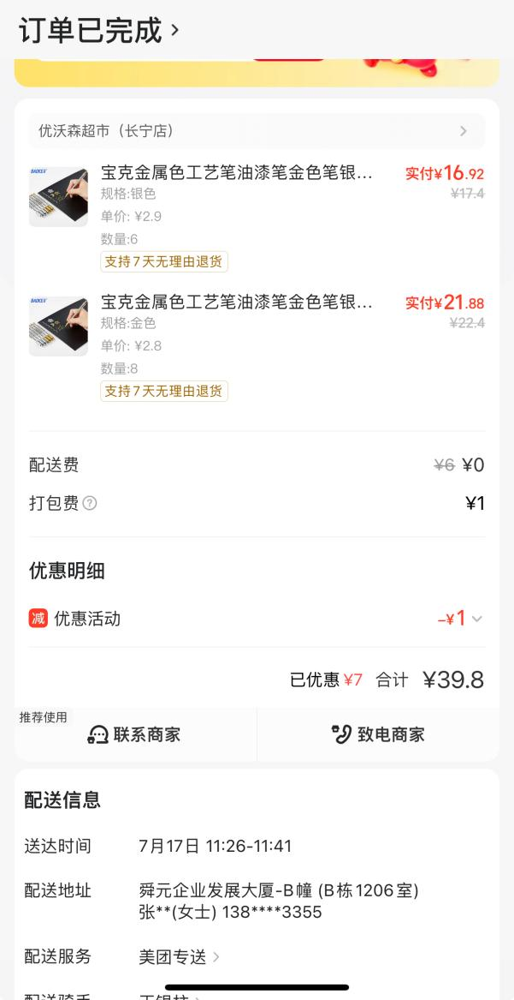 订单已完成
优沃森超市（长宁店）
宝克金属色工艺笔油漆笔金色笔银...
实付¥16.92
规格:银色
¥17.4
单价: ¥2.9
数量:6
支持7天无理由退货
宝克金属色工艺笔油漆笔金色笔银...
实付¥21.88
规格:金色
¥22.4
单价: ¥2.8
数量:8
支持7天无理由退货
配送费
¥6 ¥0
打包费
¥1
优惠明细
减 优惠活动
-¥1
已优惠¥7 合计 ¥39.8
推荐使用
联系商家
致电商家
配送信息
送达时间
7月17日 11:26-11:41
配送地址
舜元企业发展大厦-B幢 (B栋1206室)
张**(女士) 138****3355
配送服务
美团专送